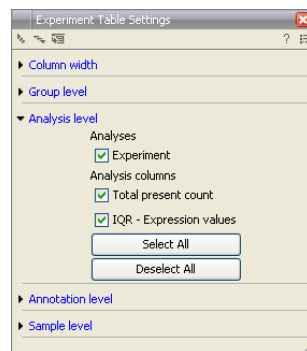 Experiment Table Settings
?
Column width
Group level
Analysis level
Analyses
Experiment
Analysis columns
Total present count
IQR - Expression values
Select All
Deselect All
Annotation level
Sample level